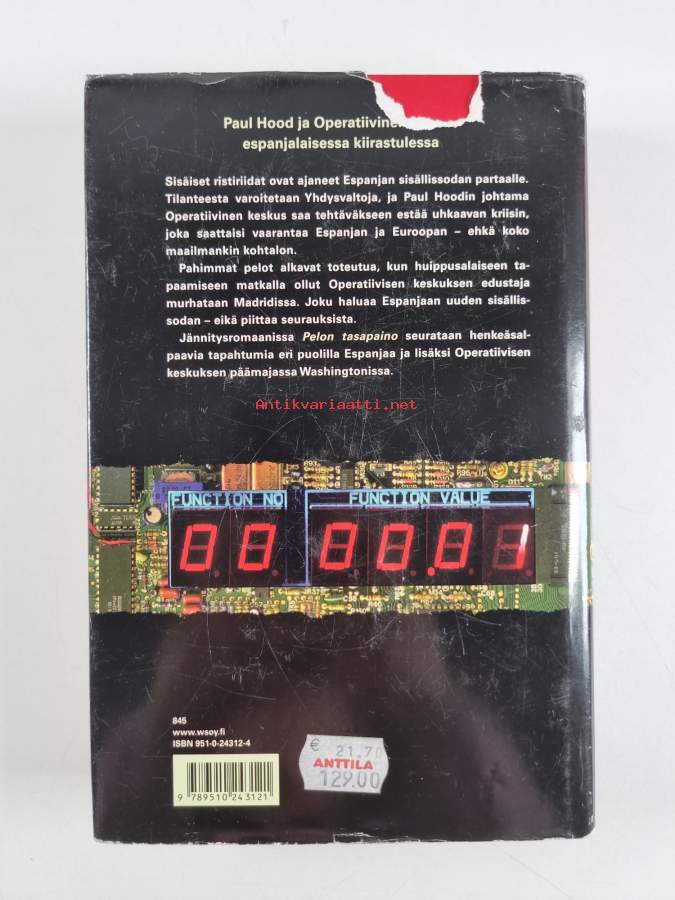 Paul Hood ja
espanjalaisessa kiirastulessa
Sisäiset ristiriidat ovat ajaneet Espanjan sisällissodan partaalle.
Tilanteesta varoitetaan Yhdysvaltoja, ja Paul Hoodin johtama
Operatiivinen keskus saa tehtäväkseen estää uhkaavan kriisin,
joka saattaisi vaarantaa Espanjan ja Euroopan – ehkä koko
maailmankin kohtalon.
Pahimmat pelot alkavat toteutua, kun huippusalaiseen ta-
paamiseen matkalla ollut Operatiivisen keskuksen edustaja
murhataan Madridissa. Joku haluaa Espanjaan uuden sisällis-
sodan – eikä piittaa seurauksista.
Jännitysromaanissa Pelon tasapaino seurataan henkeäsal-
paavia tapahtumia eri puolilla Espanjaa ja lisäksi Operatiivisen
keskuksen päämajassa Washingtonissa.
Antikvariaatti.net
FUNCTION NO FUNCTION VALUE
00 00.01
845
www.wsoy.fi
ISBN 951-0-24312-4
9 789510 243121
€ 21.70
ANTTILA
129.00